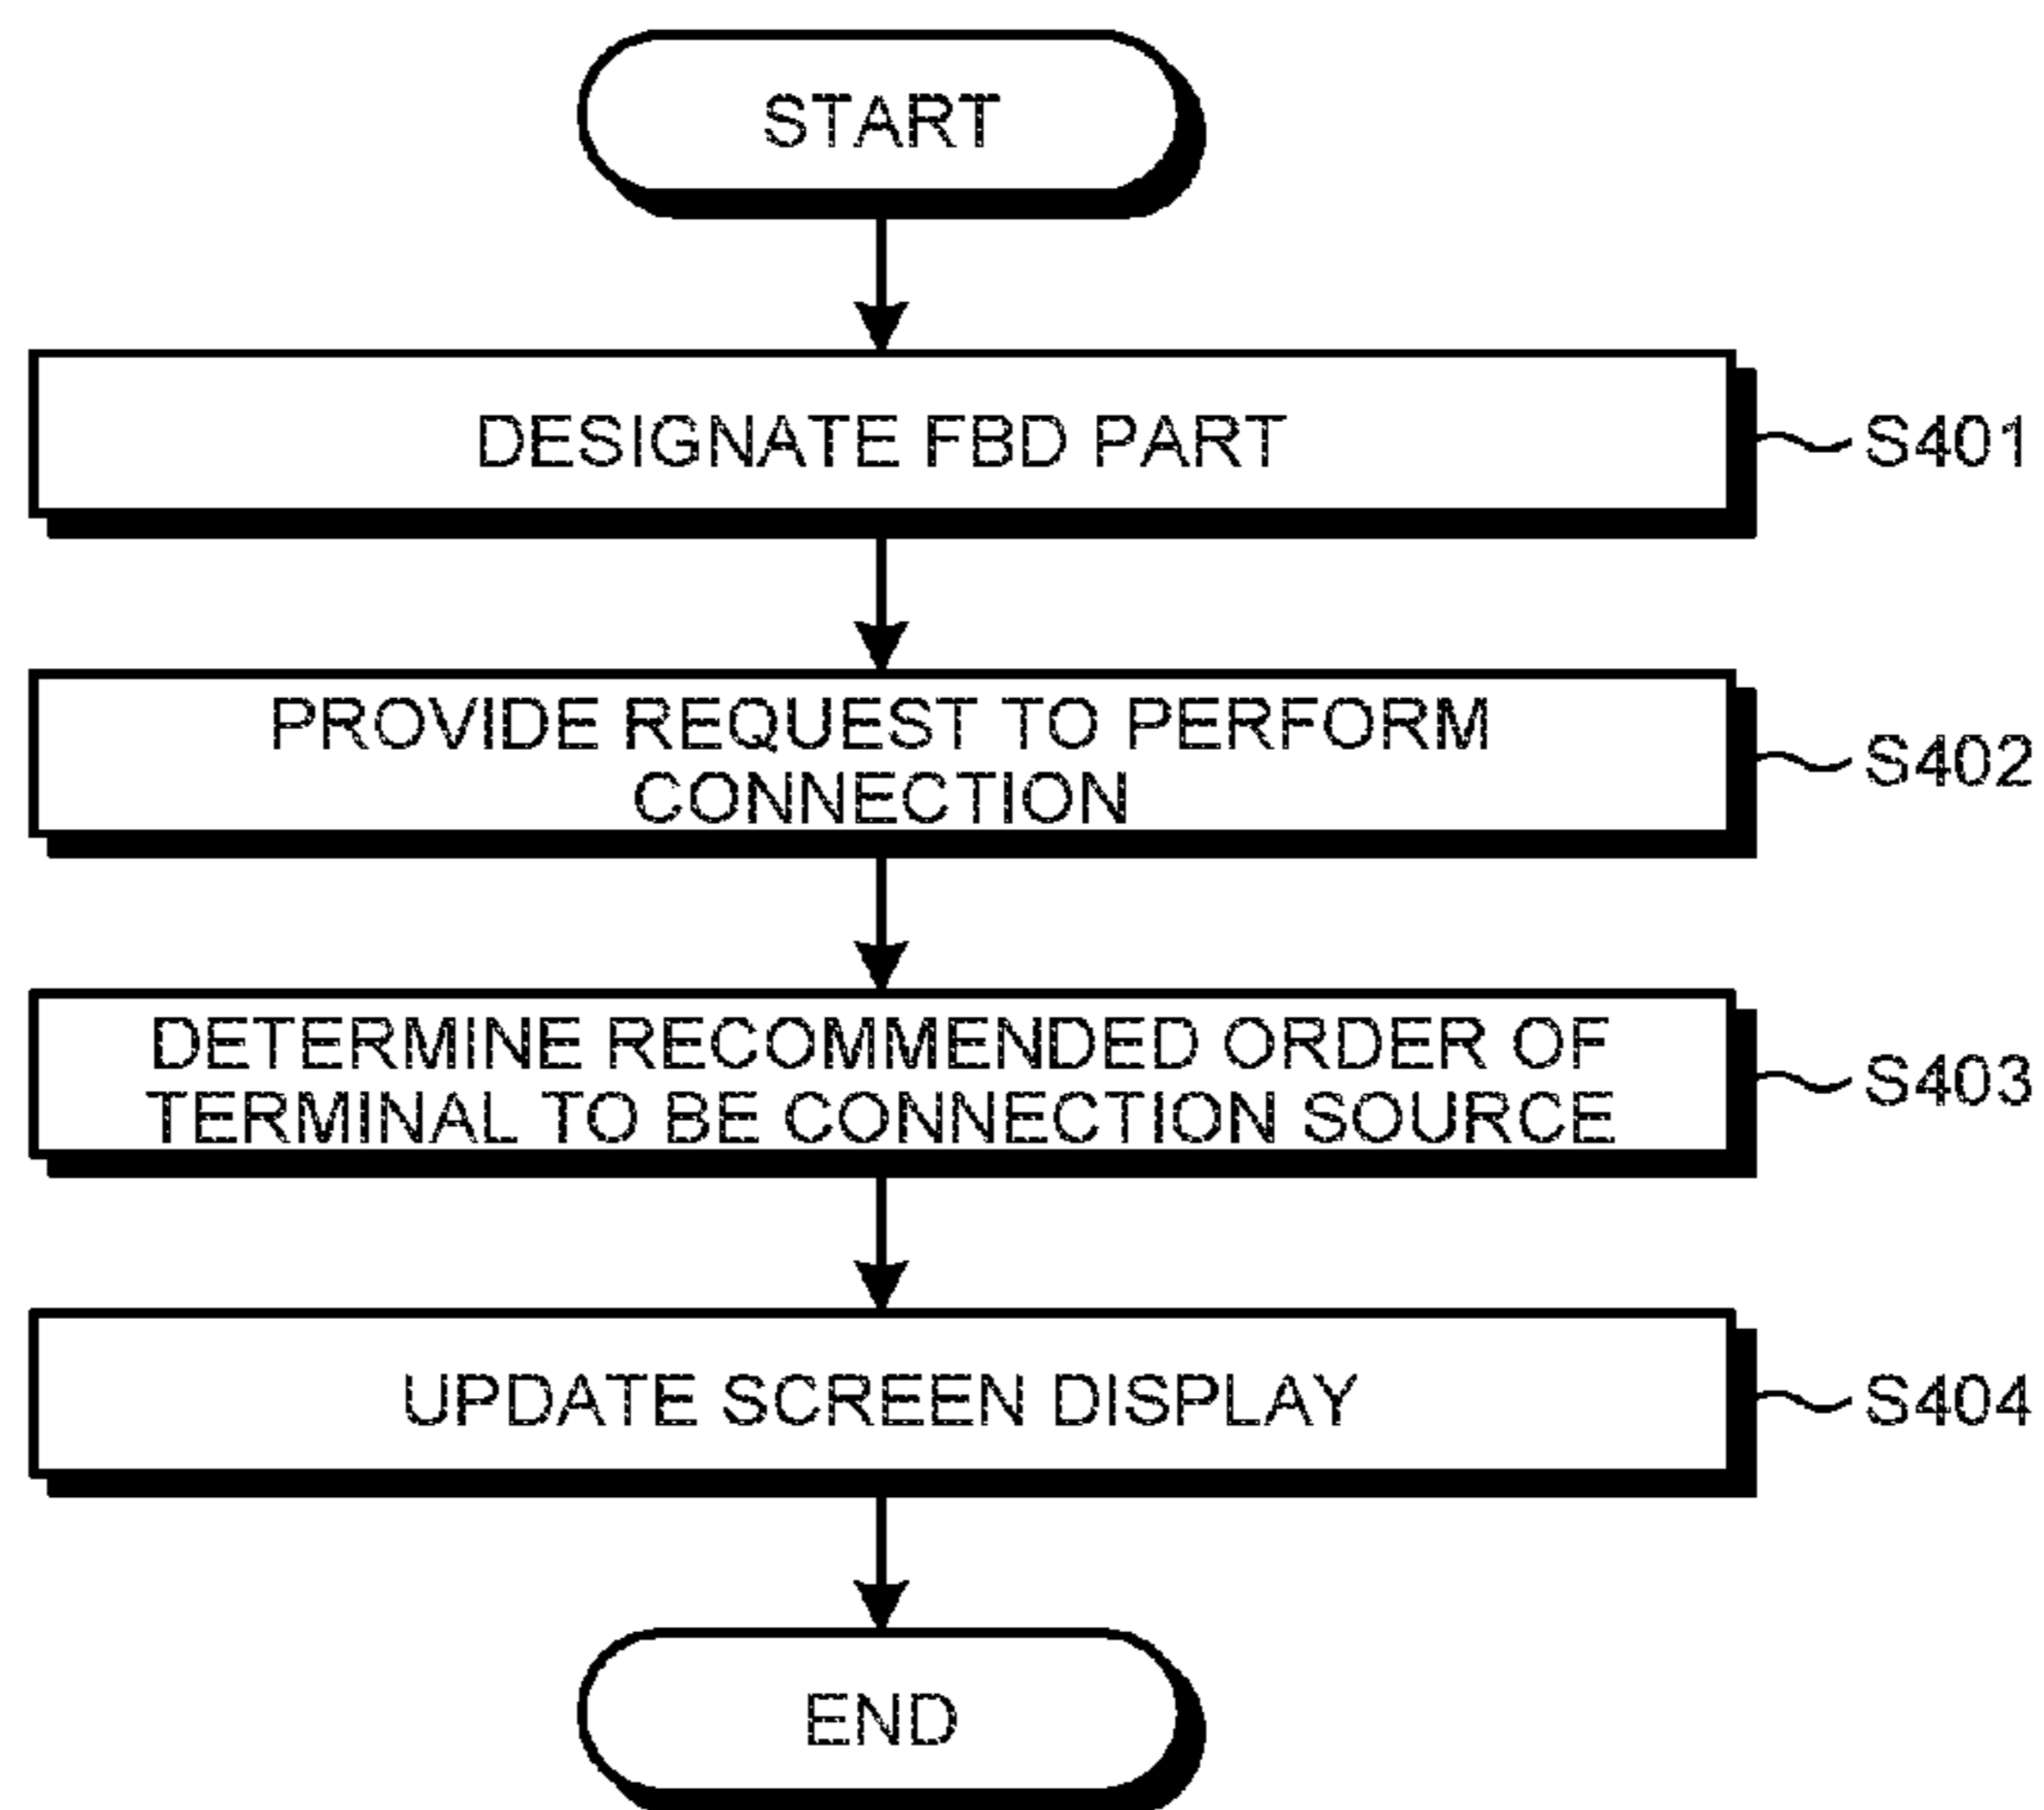 START
DESIGNATE FBD PART
S401
PROVIDE REQUEST TO PERFORM
CONNECTION
S402
DETERMINE RECOMMENDED ORDER OF
TERMINAL TO BE CONNECTION SOURCE
S403
UPDATE SCREEN DISPLAY
S404
END